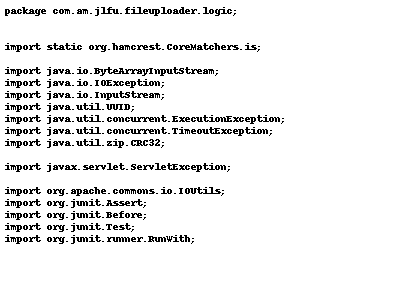 package com.am.jlfu.fileuploader.logic;
import static org.hamcrest.CoreMatchers.is;
import java.io.ByteArrayInputStream;
import java.io.IOException;
import java.io.InputStream;
import java.util.UUID;
import java.util.concurrent.ExecutionException;
import java.util.concurrent.TimeoutException;
import java.util.zip.CRC32;
import javax.servlet.ServletException;
import org.apache.commons.io.IOUtils;
import org.junit.Assert;
import org.junit.Before;
import org.junit.Test;
import org.junit.runner.RunWith;